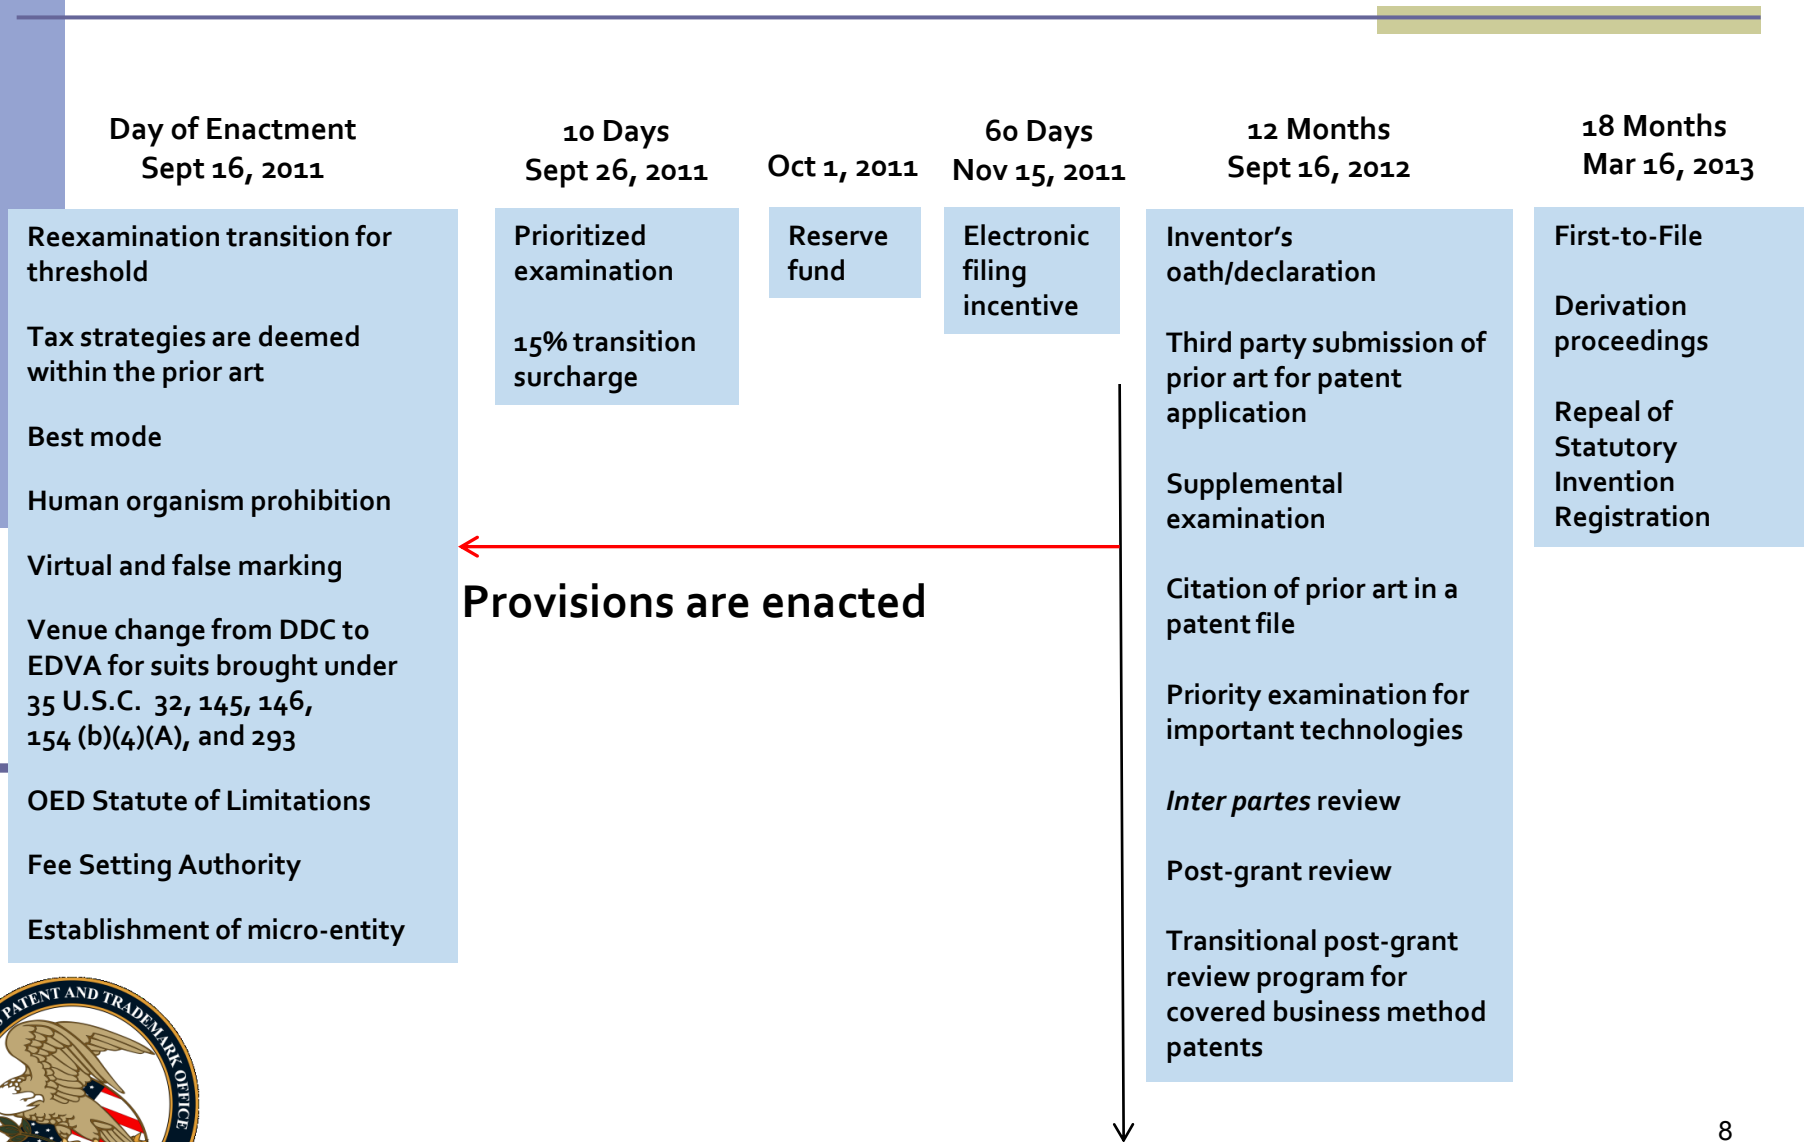 Day of Enactment
Sept 16, 2011
Reexamination transition for
threshold
Tax strategies are deemed
within the prior art
Best mode
Human organism prohibition
Virtual and false marking
Venue change from DDC to
EDVA for suits brought under
35 U.S.C. 32, 145, 146,
154 (b)(4)(A), and 293
OED Statute of Limitations
Fee Setting Authority
Establishment of micro-entity
10 Days
Sept 26, 2011
Prioritized
examination
15% transition
surcharge
Oct 1, 2011
Reserve
fund
60 Days
Nov 15, 2011
Electronic
filing
incentive
Provisions are enacted
12 Months
Sept 16, 2012
Inventor’s
oath/declaration
Third party submission of
prior art for patent
application
Supplemental
examination
Citation of prior art in a
patent file
Priority examination for
important technologies
Inter partes review
Post-grant review
Transitional post-grant
review program for
covered business method
patents
18 Months
Mar 16, 2013
First-to-File
Derivation
proceedings
Repeal of
Statutory
Invention
Registration
PATENT AND TRADEMARK OFFICE
8